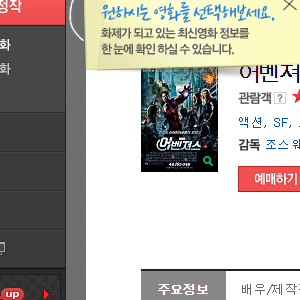 정작
원하시는 영화를 선택해보세요.
화제가 되고 있는 최신영화 정보를
한 눈에 확인 하실 수 있습니다.
화
화
어벤져
관람객 ?
액션, SF,
감독 조스
예매하기
어벤져스
주요정보
배우/제작
up